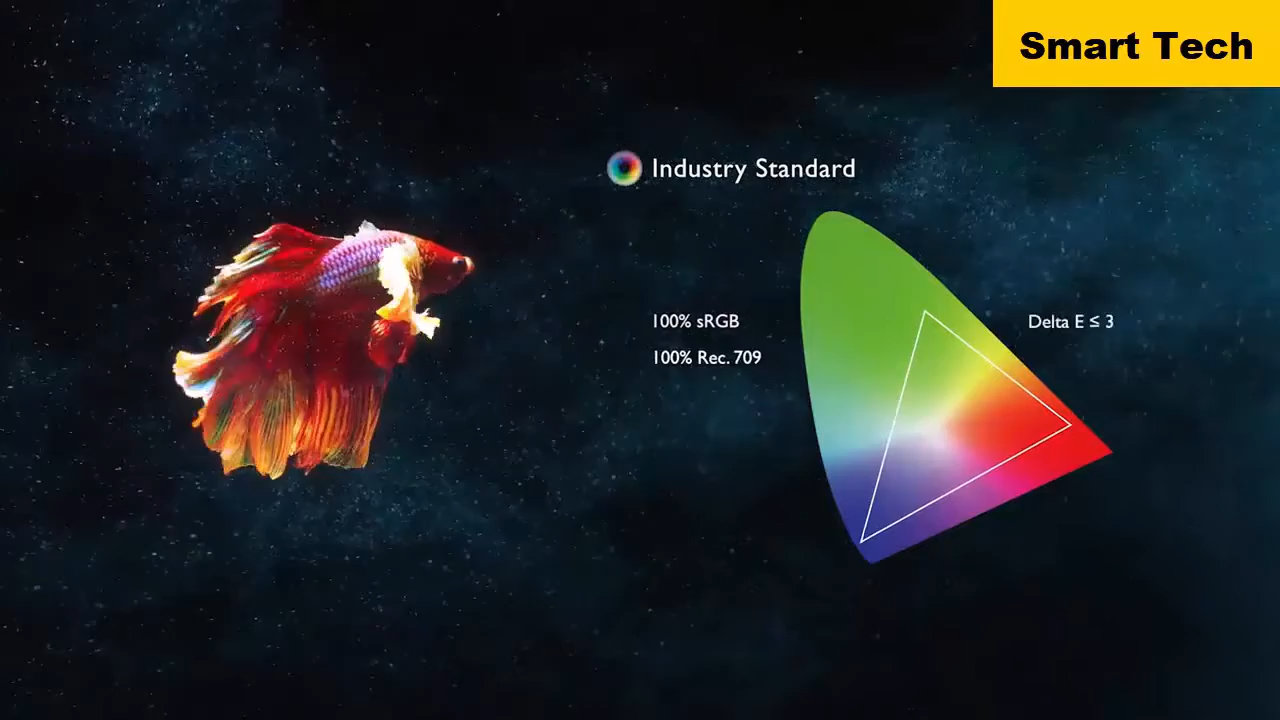 Smart Tech
Industry Standard
100% sRGB
Delta E ≤ 3
100% Rec. 709